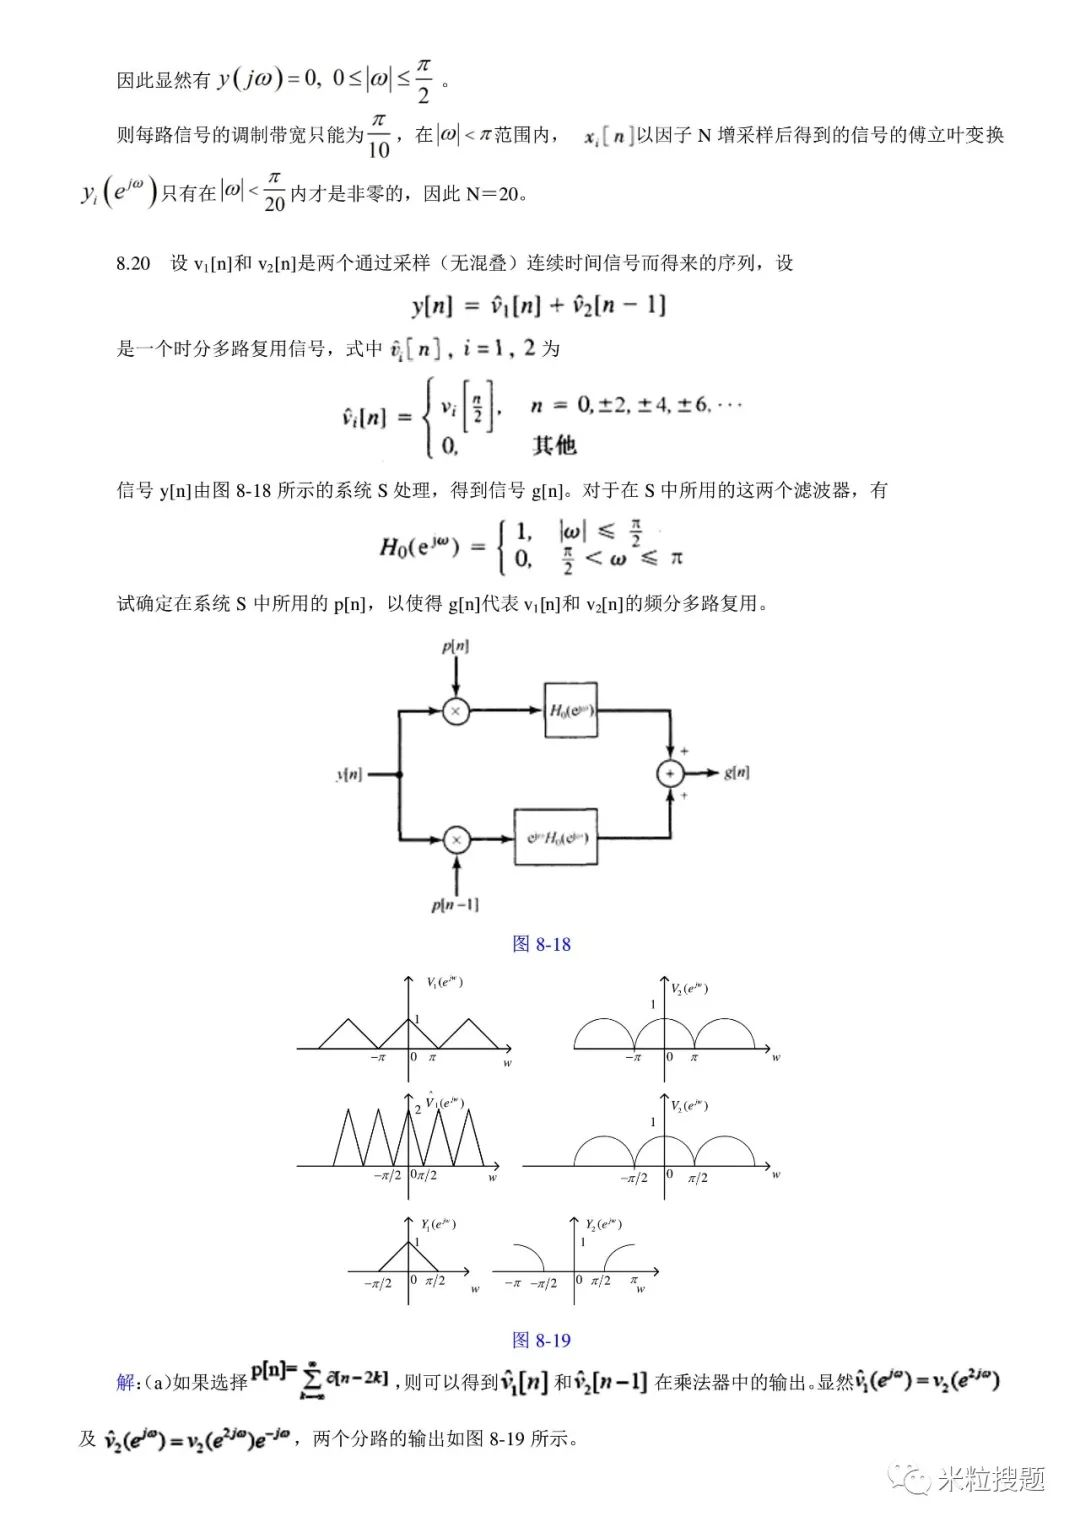 因此显然有 y(jω)=0, 0≤|ω|≤π/2 。
则每路信号的调制带宽只能为 π/10 ，在|ω|<π范围内， xᵢ[n]以因子 N 增采样后得到的信号的傅立叶变换
yᵢ(e^{jω})只有在|ω|<π/20 内才是非零的，因此 N＝20。
8.20 设 v₁[n]和 v₂[n]是两个通过采样（无混叠）连续时间信号而得来的序列，设
y[n] = v̂₁[n] + v̂₂[n − 1]
是一个时分多路复用信号，式中 v̂ᵢ[n], i=1, 2 为
v̂ᵢ[n] = { vᵢ[n/2], n = 0,±2,±4,±6,···
0, 其他
信号 y[n]由图 8-18 所示的系统 S 处理，得到信号 g[n]。对于在 S 中所用的这两个滤波器，有
H₀(e^{jω}) = { 1, |ω| ≤ π/2
0, π/2 < ω ≤ π
试确定在系统 S 中所用的 p[n]，以使得 g[n]代表 v₁[n]和 v₂[n]的频分多路复用。
p[n]
× H₀(e^{jω})
+
y[n] + g[n]
+
× e^{jω}H₀(e^{jω})
p[n−1]
图 8-18
V₁(e^{jw}) V₂(e^{jw})
1 1
−π 0 π w −π 0 π w
V̂₁(e^{jw}) V₂(e^{jw})
2 1
−π/2 0 π/2 w −π/2 0 π/2 w
Y₁(e^{jw}) Y₂(e^{jw})
1 1
−π/2 0 π/2 w −π −π/2 0 π/2 π w
图 8-19
解：（a）如果选择 p[n]=∑_{k=-∞}^{∞} ∂[n−2k] ，则可以得到 v̂₁[n] 和 v̂₂[n−1] 在乘法器中的输出。显然 v̂₁(e^{jω})=v₂(e^{2jω})
及 v̂₂(e^{jω})=v₂(e^{2jω})e^{−jω}，两个分路的输出如图 8-19 所示。
米粒搜题